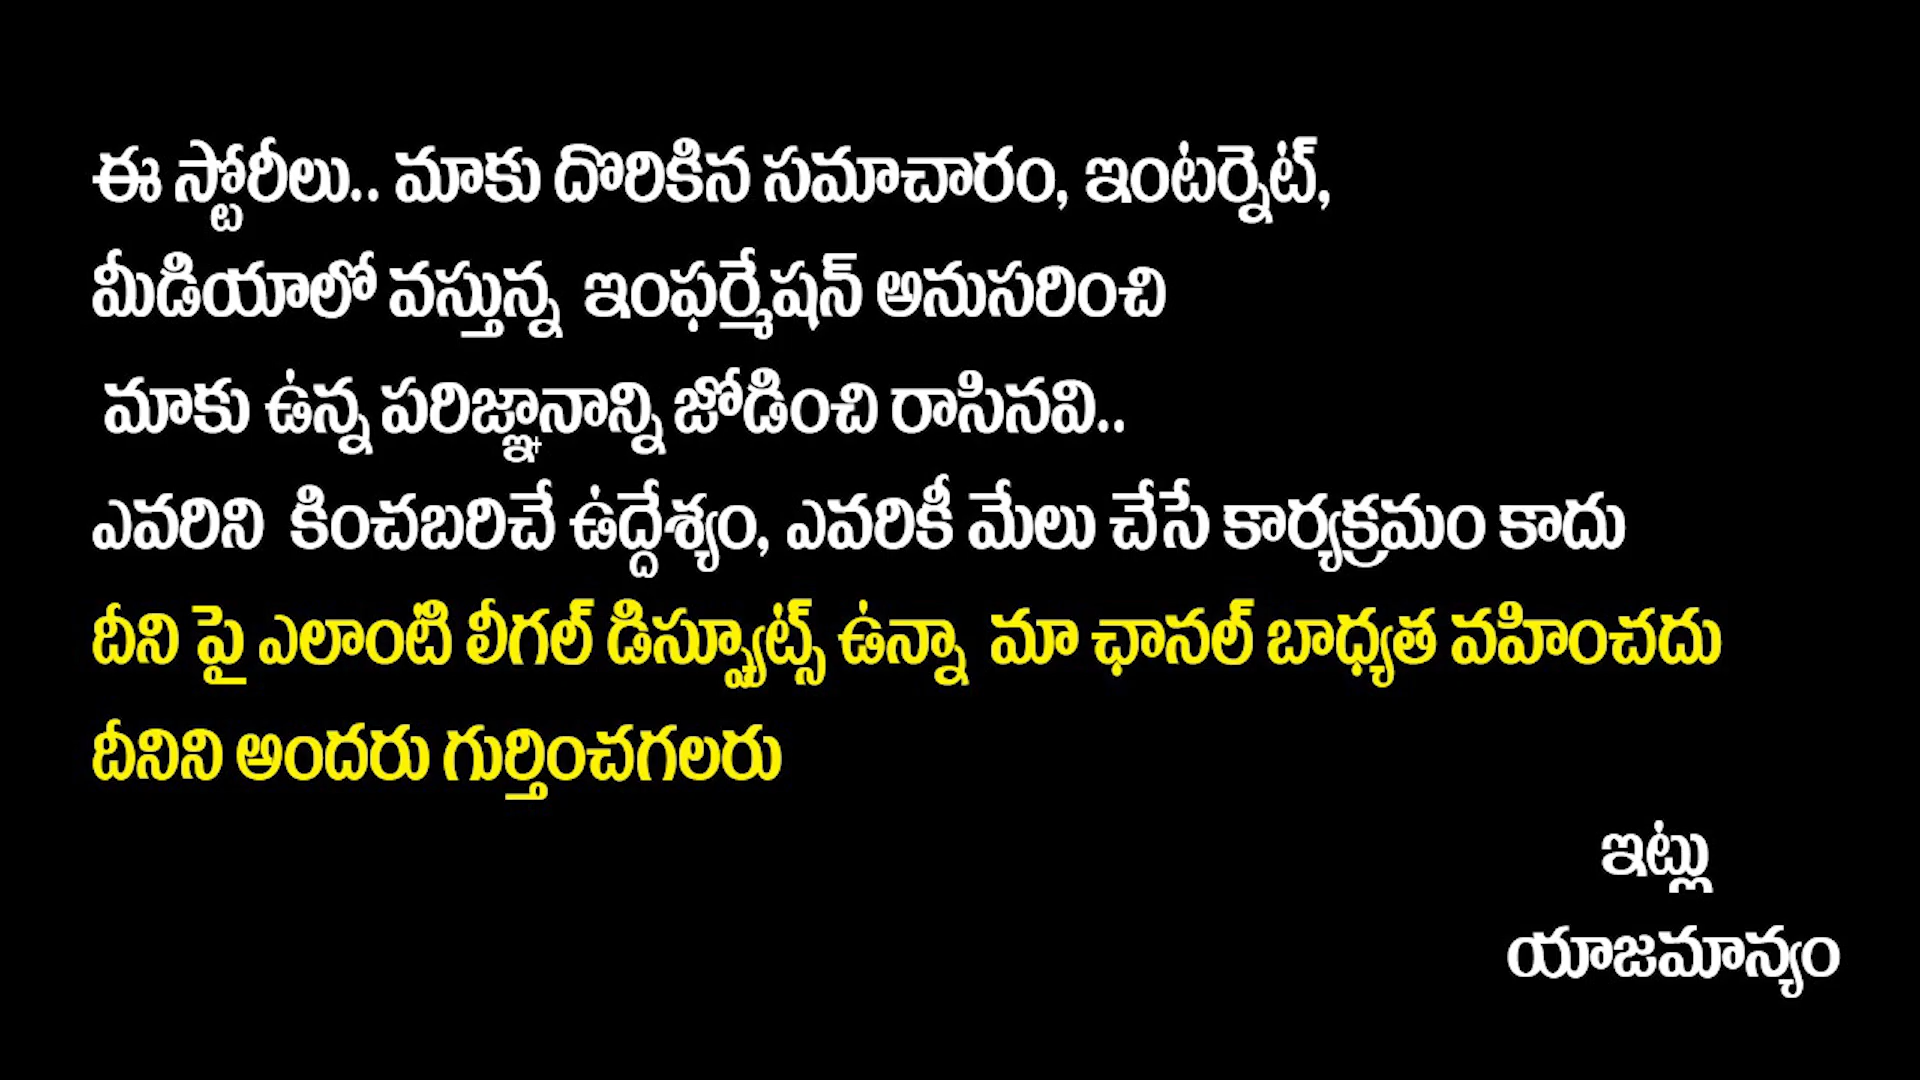 ఈ స్టోరీలు.. మాకు దొరికిన సమాచారం, ఇంటర్నెట్,
మీడియాలో వస్తున్న ఇంఫర్మేషన్ అనుసరించి
మాకు ఉన్న పరిజ్ఞానాన్ని జోడించి రాసినవి..
ఎవరిని కించబరిచే ఉద్దేశ్యం, ఎవరికీ మేలు చేసే కార్యక్రమం కాదు
దీని పై ఎలాంటి లీగల్ డిస్ప్యూట్స్ ఉన్నా మా ఛానల్ బాధ్యత వహించదు
దీనిని అందరు గుర్తించగలరు
ఇట్లు
యాజమాన్యం